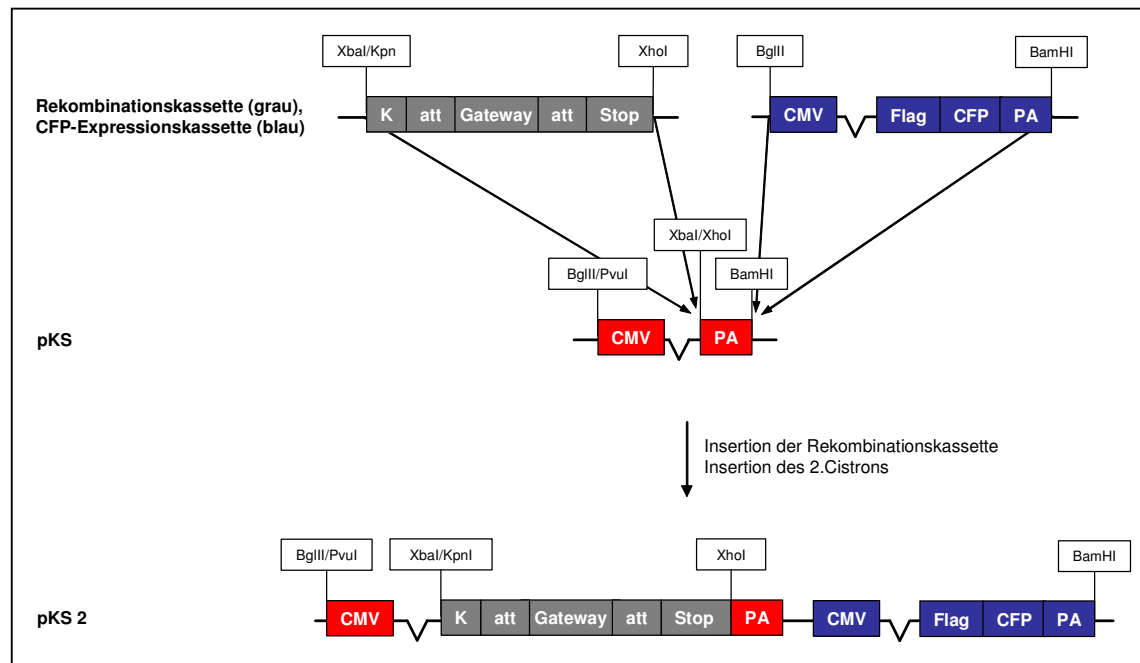 XbaI/Kpn
XhoI
BglII
BamHI
Rekombinationskassette (grau),
CFP-Expressionskassette (blau)
K att Gateway att Stop
CMV Flag CFP PA
XbaI/XhoI
BglII/PvuI
BamHI
pKS
CMV PA
Insertion der Rekombinationskassette
Insertion des 2.Cistrons
BglII/PvuI
XbaI/KpnI
XhoI
BamHI
pKS 2
CMV K att Gateway att Stop PA CMV Flag CFP PA